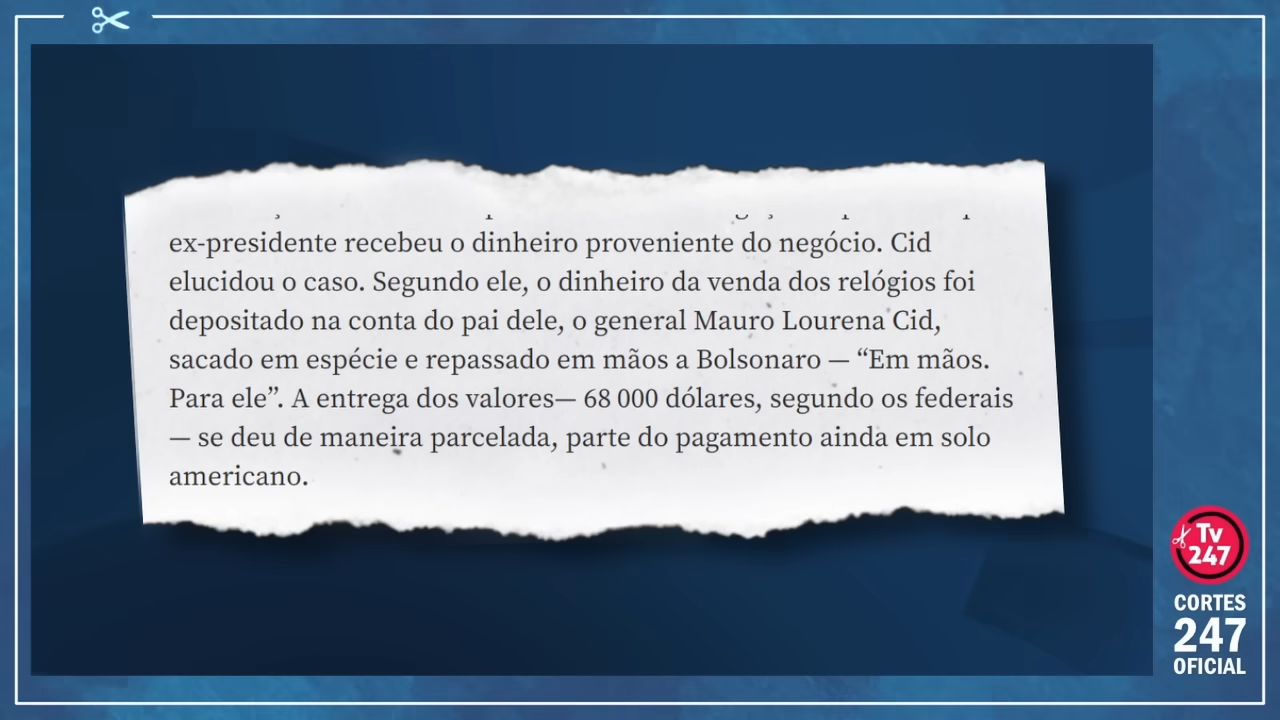 ex-presidente recebeu o dinheiro proveniente do negócio. Cid
elucidou o caso. Segundo ele, o dinheiro da venda dos relógios foi
depositado na conta do pai dele, o general Mauro Lourena Cid,
sacado em espécie e repassado em mãos a Bolsonaro — “Em mãos.
Para ele”. A entrega dos valores— 68 000 dólares, segundo os federais
— se deu de maneira parcelada, parte do pagamento ainda em solo
americano.
Tv
247
CORTES
247
OFICIAL